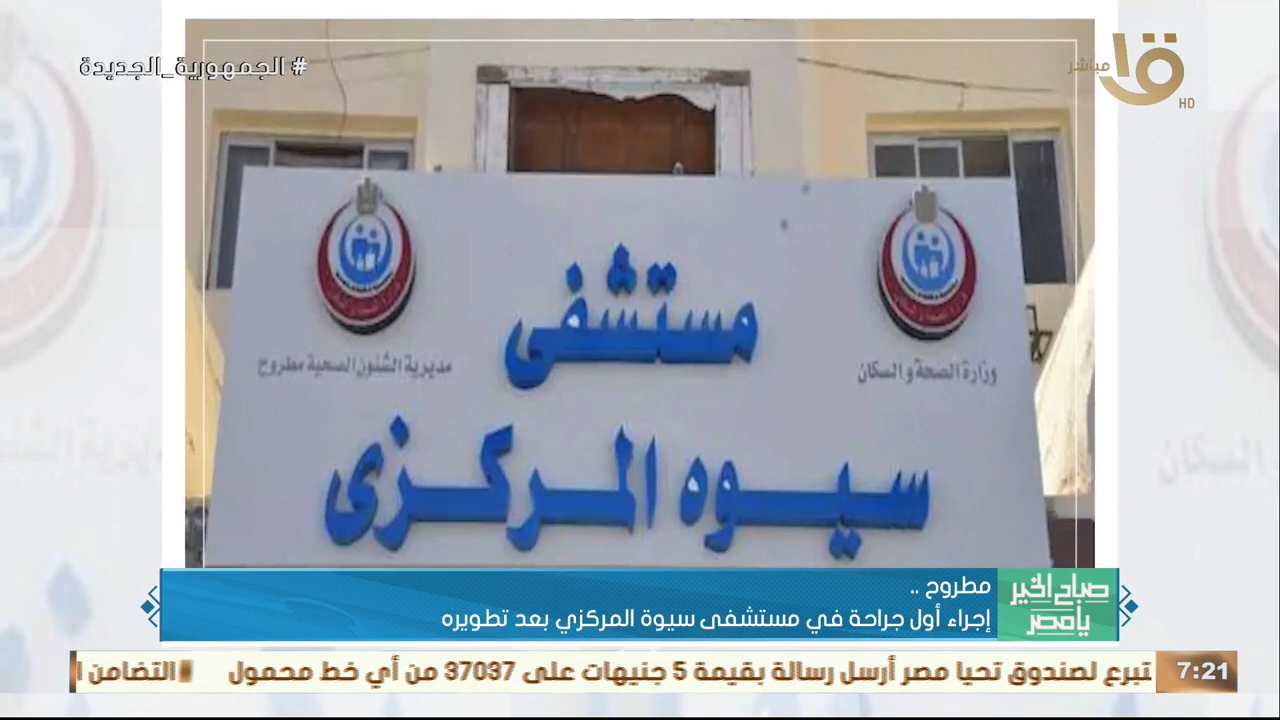 # الجمهورية_الجديدة
مباشر
HD
وزارة الصحة والسكان
مديرية الشئون الصحية مطروح
مستشفى
سيوه المركزى
صباح الخير
يا مصر
مطروح ..
إجراء أول جراحة في مستشفى سيوة المركزي بعد تطويره
7:21
تبرع لصندوق تحيا مصر أرسل رسالة بقيمة 5 جنيهات على 37037 من أي خط محمول
التضامن